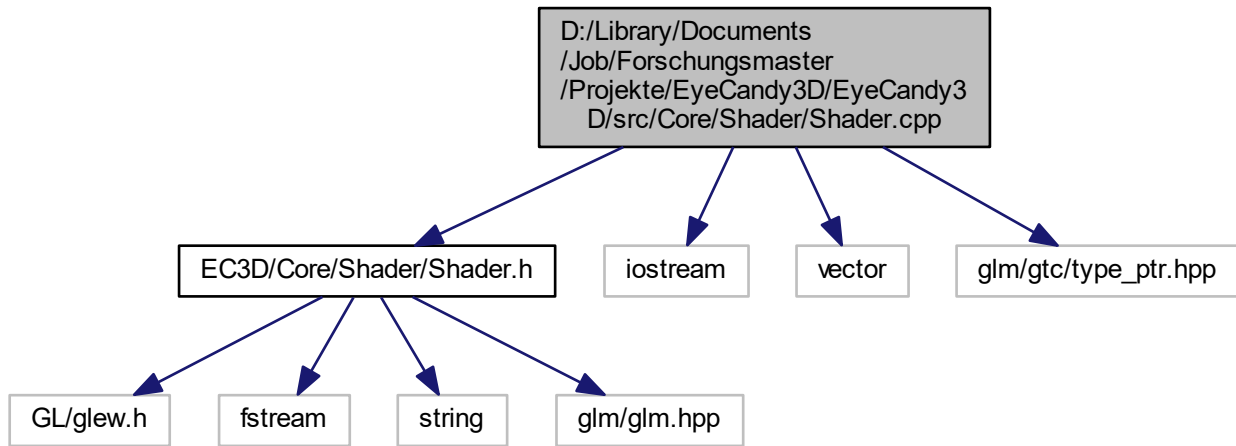 D:/Library/Documents
/Job/Forschungsmaster
/Projekte/EyeCandy3D/EyeCandy3
D/src/Core/Shader/Shader.cpp
EC3D/Core/Shader/Shader.h
iostream
vector
glm/gtc/type_ptr.hpp
GL/glew.h
fstream
string
glm/glm.hpp